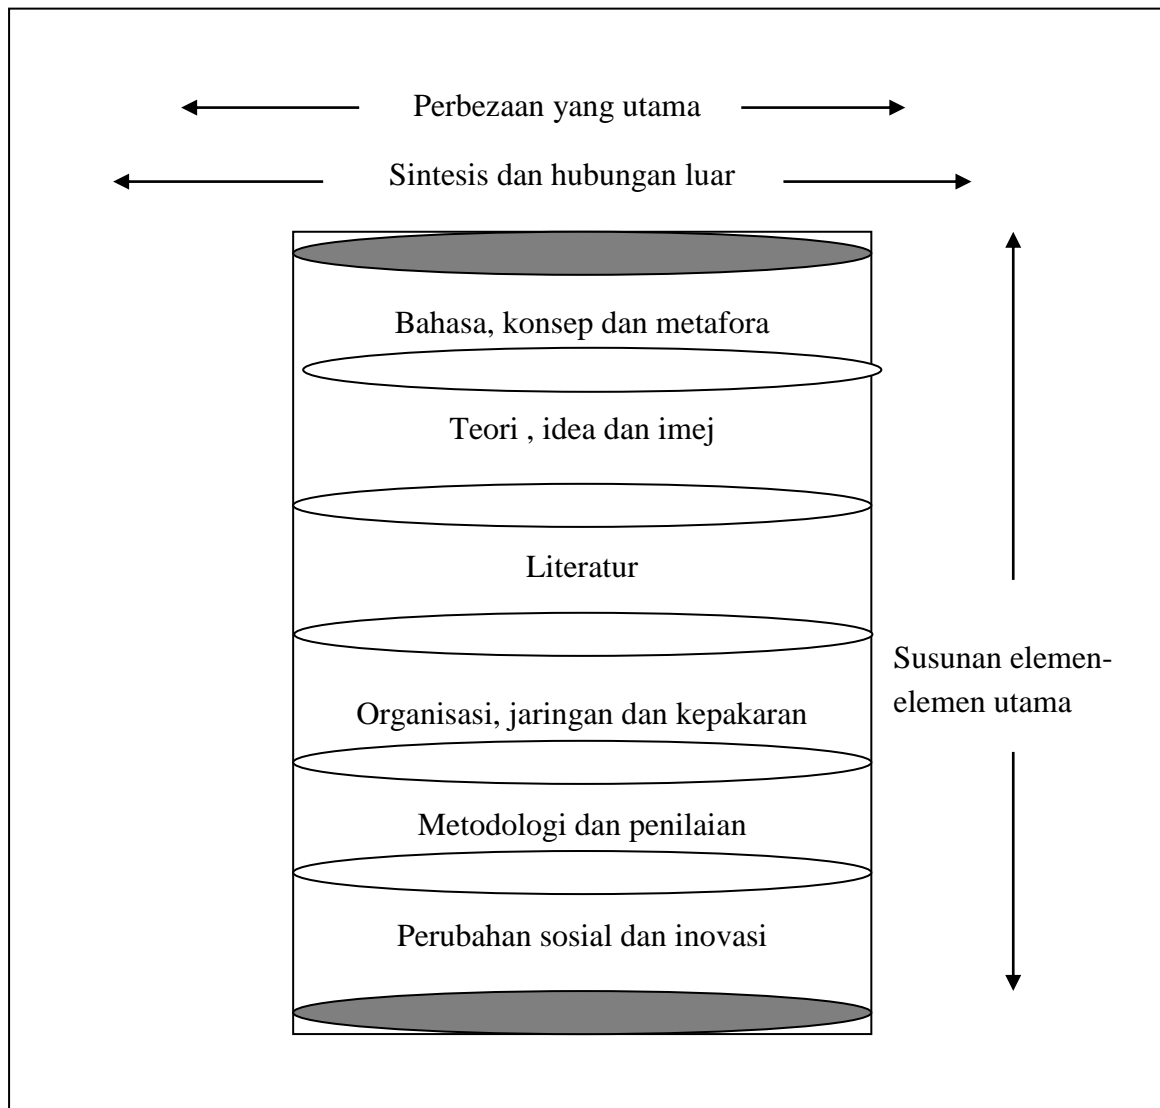 Perbezaan yang utama
Sintesis dan hubungan luar
Bahasa, konsep dan metafora
Teori , idea dan imej
Literatur
Organisasi, jaringan dan kepakaran
Metodologi dan penilaian
Perubahan sosial dan inovasi
Susunan elemen-
elemen utama